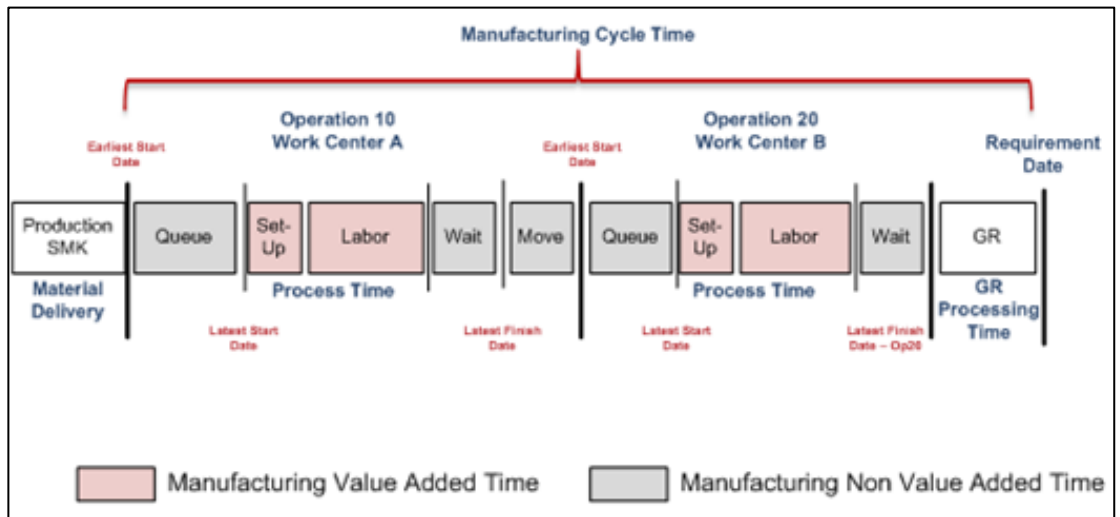 Manufacturing Cycle Time
Operation 10
Work Center A
Operation 20
Work Center B
Earliest Start
Date
Earliest Start
Date
Requirement
Date
Production
SMK
Queue
Set-
Up
Labor
Wait
Move
Queue
Set-
Up
Labor
Wait
GR
Material
Delivery
Process Time
Process Time
GR
Processing
Time
Latest Start
Date
Latest Finish
Date
Latest Start
Date
Latest Finish
Date – Op20
Manufacturing Value Added Time
Manufacturing Non Value Added Time